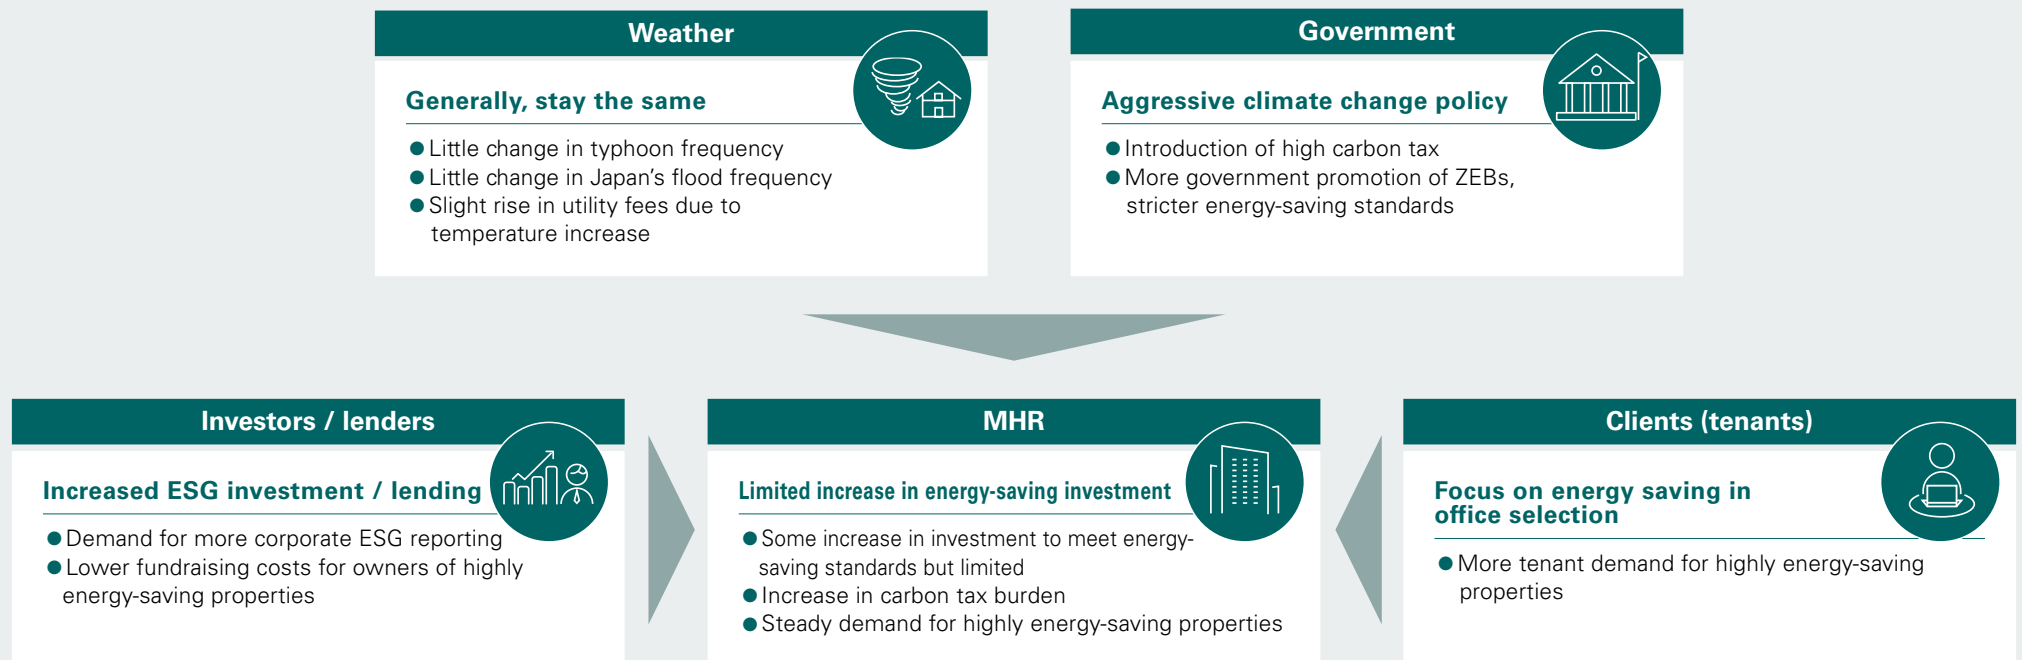 Weather
Generally, stay the same
● Little change in typhoon frequency
● Little change in Japan's flood frequency
● Slight rise in utility fees due to
temperature increase
Government
Aggressive climate change policy
● Introduction of high carbon tax
● More government promotion of ZEBs,
stricter energy-saving standards
Investors / lenders
Increased ESG investment / lending
● Demand for more corporate ESG reporting
● Lower fundraising costs for owners of highly
energy-saving properties
MHR
Limited increase in energy-saving investment
● Some increase in investment to meet energy-
saving standards but limited
● Increase in carbon tax burden
● Steady demand for highly energy-saving properties
Clients (tenants)
Focus on energy saving in
office selection
● More tenant demand for highly energy-saving
properties